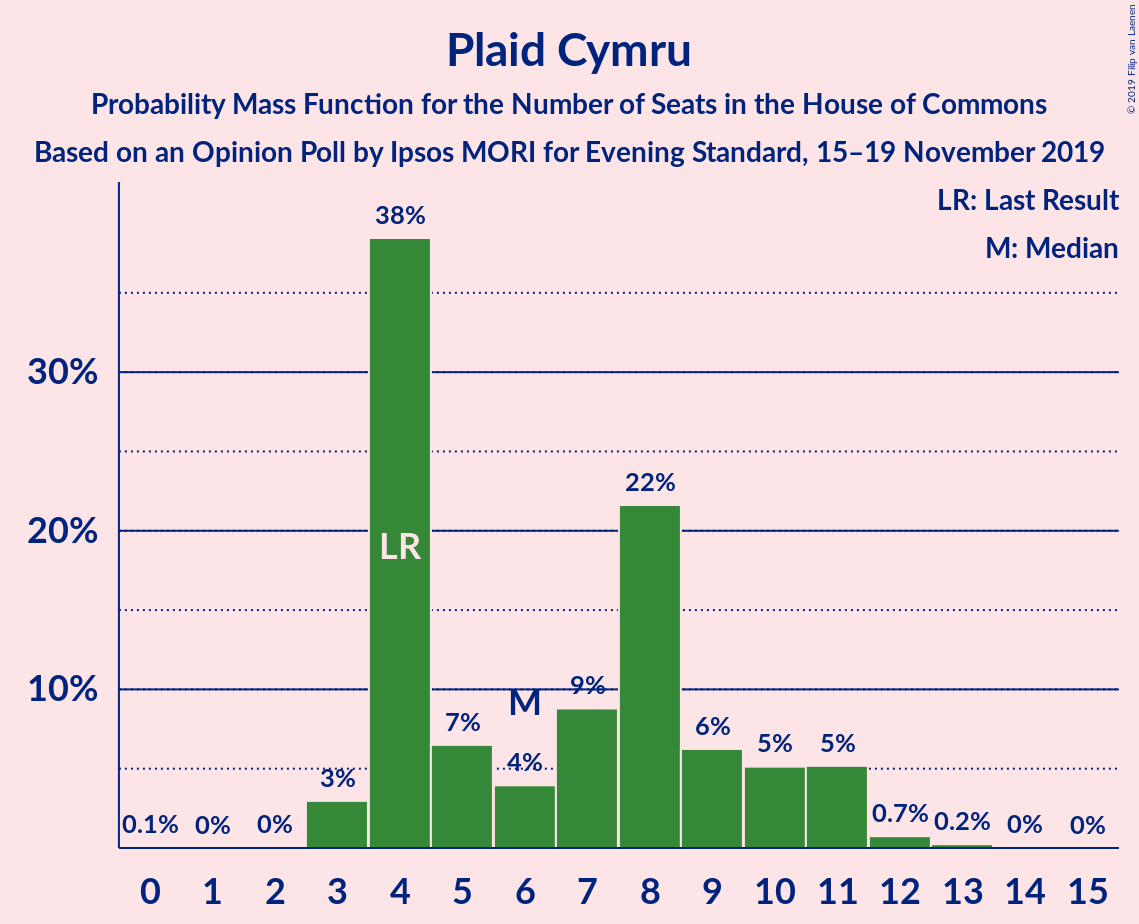 Plaid Cymru
Probability Mass Function for the Number of Seats in the House of Commons
Based on an Opinion Poll by Ipsos MORI for Evening Standard, 15–19 November 2019
© 2019 Filip van Laenen
LR: Last Result
M: Median
38%
30%
22%
20%
LR
10%
9%
M
7%
6%
5%
5%
4%
3%
0.1%
0%
0%
0.7%
0.2%
0%
0%
0 1 2 3 4 5 6 7 8 9 10 11 12 13 14 15